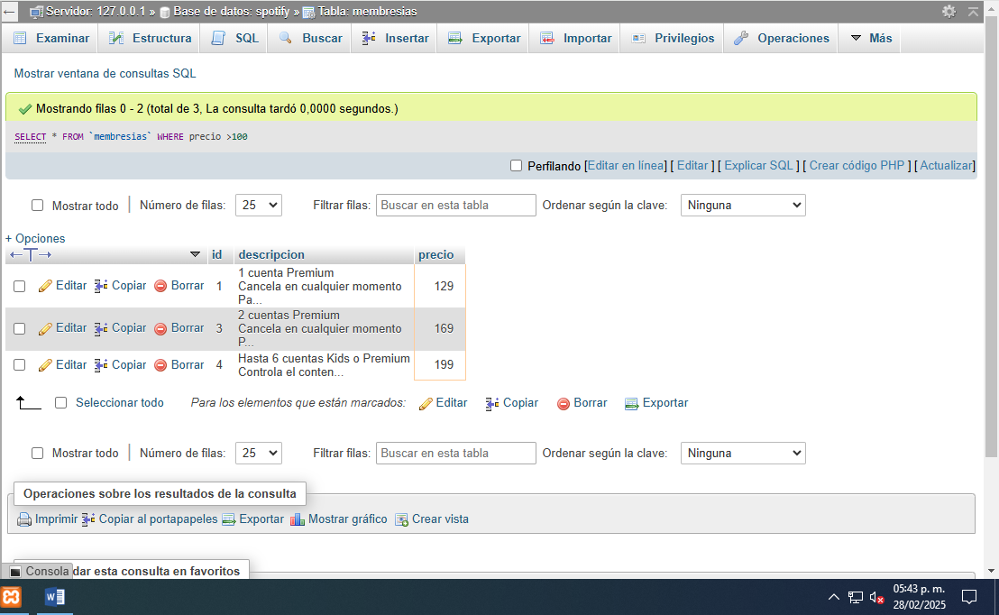 Servidor: 127.0.0.1 » Base de datos: spotify » Tabla: membresias
Examinar Estructura SQL Buscar Insertar Exportar Importar Privilegios Operaciones Más
Mostrar ventana de consultas SQL
Mostrando filas 0 - 2 (total de 3, La consulta tardó 0,0000 segundos.)
SELECT * FROM `membresias` WHERE precio >100
Perfilando [Editar en línea] [ Editar ] [ Explicar SQL ] [ Crear código PHP ] [ Actualizar]
Mostrar todo Número de filas: 25 Filtrar filas: Buscar en esta tabla Ordenar según la clave: Ninguna
+ Opciones
id descripcion precio
1 cuenta Premium
Editar Copiar Borrar 1 Cancela en cualquier momento 129
Pa...
2 cuentas Premium
Editar Copiar Borrar 3 Cancela en cualquier momento 169
P...
Hasta 6 cuentas Kids o Premium
Editar Copiar Borrar 4 Controla el conten... 199
Seleccionar todo Para los elementos que están marcados: Editar Copiar Borrar Exportar
Mostrar todo Número de filas: 25 Filtrar filas: Buscar en esta tabla Ordenar según la clave: Ninguna
Operaciones sobre los resultados de la consulta
Imprimir Copiar al portapapeles Exportar Mostrar gráfico Crear vista
Consola dar esta consulta en favoritos
05:43 p. m.
28/02/2025